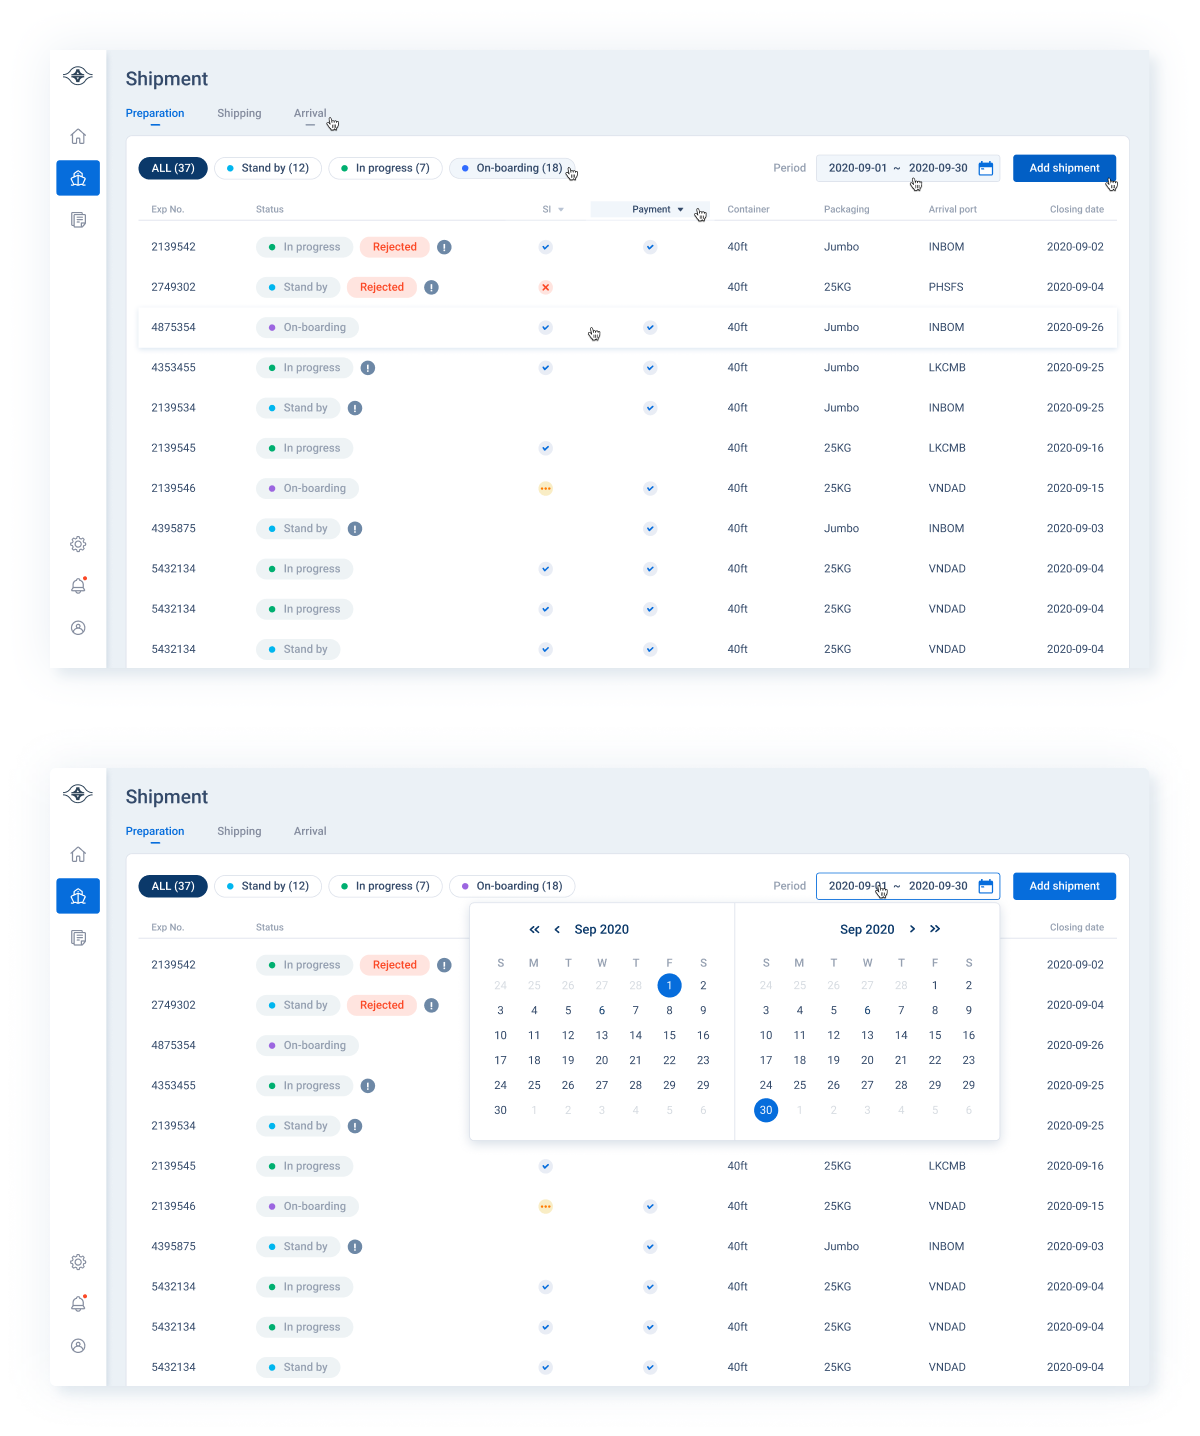 Shipment
Preparation Shipping Arrival
ALL (37) Stand by (12) In progress (7) On-boarding (18) Period 2020-09-01 ~ 2020-09-30 Add shipment
Exp No. Status SI Payment Container Packaging Arrival port Closing date
2139542 In progress Rejected ! 40ft Jumbo INBOM 2020-09-02
2749302 Stand by Rejected ! 40ft 25KG PHSFS 2020-09-04
4875354 On-boarding 40ft Jumbo INBOM 2020-09-26
4353455 In progress ! 40ft Jumbo LKCMB 2020-09-25
2139534 Stand by ! 40ft Jumbo INBOM 2020-09-25
2139545 In progress 40ft 25KG LKCMB 2020-09-16
2139546 On-boarding 40ft 25KG VNDAD 2020-09-15
4395875 Stand by ! 40ft Jumbo INBOM 2020-09-03
5432134 In progress 40ft 25KG VNDAD 2020-09-04
5432134 In progress 40ft 25KG VNDAD 2020-09-04
5432134 Stand by 40ft 25KG VNDAD 2020-09-04
Shipment
Preparation Shipping Arrival
ALL (37) Stand by (12) In progress (7) On-boarding (18) Period 2020-09-01 ~ 2020-09-30 Add shipment
Exp No. Status Closing date
2139542 In progress Rejected ! 2020-09-02
2749302 Stand by Rejected ! 2020-09-04
4875354 On-boarding 2020-09-26
4353455 In progress ! 2020-09-25
2139534 Stand by ! 2020-09-25
« ‹ Sep 2020
S M T W T F S
24 25 26 27 28 1 2
3 4 5 6 7 8 9
10 11 12 13 14 15 16
17 18 19 20 21 22 23
24 25 26 27 28 29 29
30 1 2 3 4 5 6
Sep 2020 › »
S M T W T F S
24 25 26 27 28 1 2
3 4 5 6 7 8 9
10 11 12 13 14 15 16
17 18 19 20 21 22 23
24 25 26 27 28 29 29
30 1 2 3 4 5 6
2139545 In progress 40ft 25KG LKCMB 2020-09-16
2139546 On-boarding 40ft 25KG VNDAD 2020-09-15
4395875 Stand by ! 40ft Jumbo INBOM 2020-09-03
5432134 In progress 40ft 25KG VNDAD 2020-09-04
5432134 In progress 40ft 25KG VNDAD 2020-09-04
5432134 Stand by 40ft 25KG VNDAD 2020-09-04